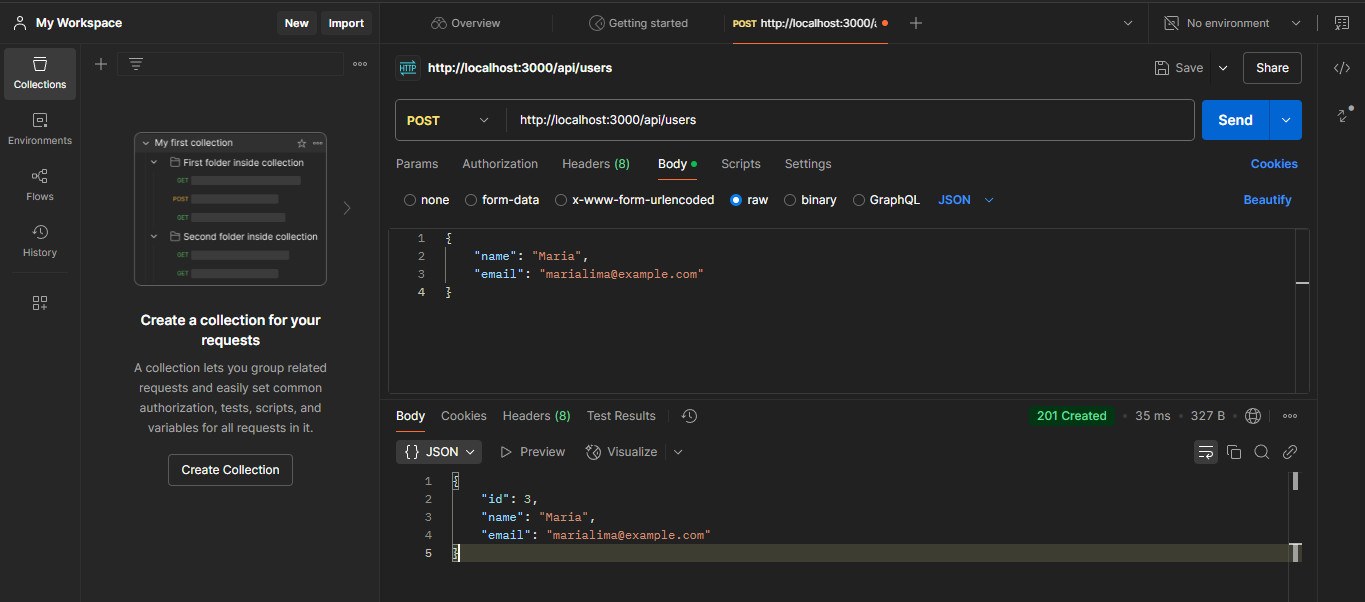 My Workspace
New
Import
Overview
Getting started
POST http://localhost:3000/a
No environment
Collections
Environments
Flows
History
My first collection
First folder inside collection
GET
POST
GET
Second folder inside collection
GET
GET
Create a collection for your
requests
A collection lets you group related
requests and easily set common
authorization, tests, scripts, and
variables for all requests in it.
Create Collection
HTTP http://localhost:3000/api/users
Save
Share
POST http://localhost:3000/api/users
Send
Params Authorization Headers (8) Body Scripts Settings
Cookies
none form-data x-www-form-urlencoded raw binary GraphQL JSON
Beautify
1 {
2 "name": "Maria",
3 "email": "marialima@example.com"
4 }
Body Cookies Headers (8) Test Results
201 Created 35 ms 327 B
{} JSON Preview Visualize
1 {
2 "id": 3,
3 "name": "Maria",
4 "email": "marialima@example.com"
5 }